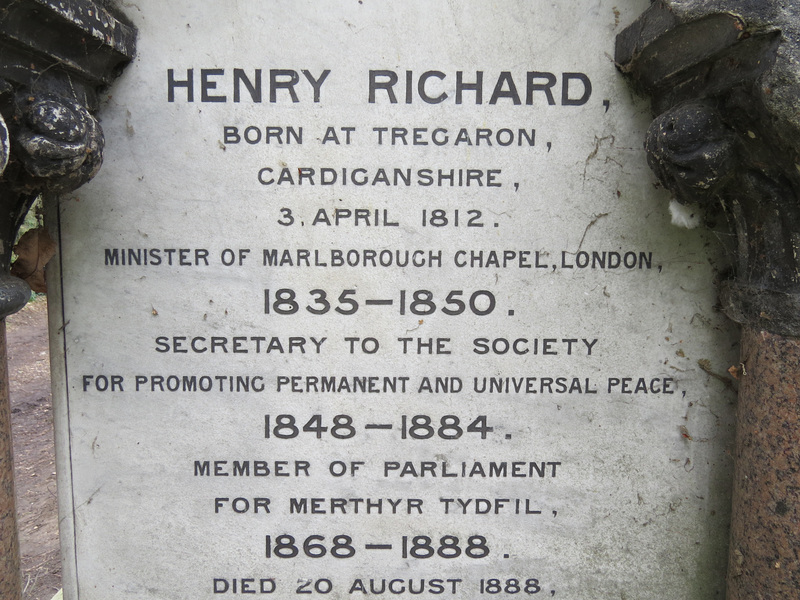 HENRY RICHARD,
BORN AT TREGARON,
CARDIGANSHIRE,
3. APRIL 1812.
MINISTER OF MARLBOROUGH CHAPEL, LONDON,
1835–1850.
SECRETARY TO THE SOCIETY
FOR PROMOTING PERMANENT AND UNIVERSAL PEACE,
1848–1884.
MEMBER OF PARLIAMENT
FOR MERTHYR TYDFIL,
1868–1888.
DIED 20 AUGUST 1888,